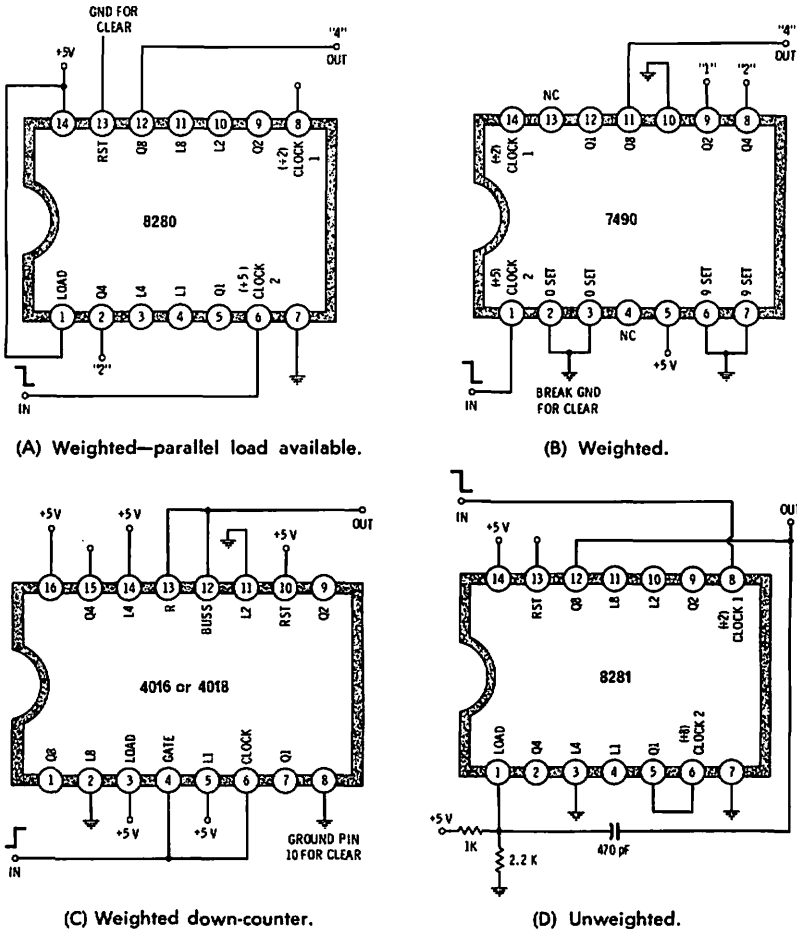 GND FOR
CLEAR
+5V
"4"
OUT
14 13 12 11 10 9 8
RST Q8 L8 L2 Q2 (÷2) CLOCK 1
8280
LOAD Q4 L4 L1 Q1 (÷5) CLOCK 2
1 2 3 4 5 6 7
"2"
IN
(A) Weighted—parallel load available.
"4"
OUT
NC "1" "2"
14 13 12 11 10 9 8
(÷2) CLOCK 1 Q1 Q8 Q2 Q4
7490
(÷5) CLOCK 2 0 SET 0 SET 9 SET 9 SET
1 2 3 4 5 6 7
NC
+5 V
IN
BREAK GND
FOR CLEAR
(B) Weighted.
+5 V +5 V +5 V
OUT
16 15 14 13 12 11 10 9
Q4 L4 R BUSS L2 RST Q2
4016 or 4018
Q8 L8 LOAD GATE L1 CLOCK Q1
1 2 3 4 5 6 7 8
+5 V +5 V
GROUND PIN
10 FOR CLEAR
IN
(C) Weighted down-counter.
IN
OUT
+5 V
14 13 12 11 10 9 8
RST Q8 L8 L2 Q2 (÷2) CLOCK 1
8281
LOAD Q4 L4 L1 Q1 (÷8) CLOCK 2
1 2 3 4 5 6 7
+5 V
1K
2.2 K
470 pF
(D) Unweighted.